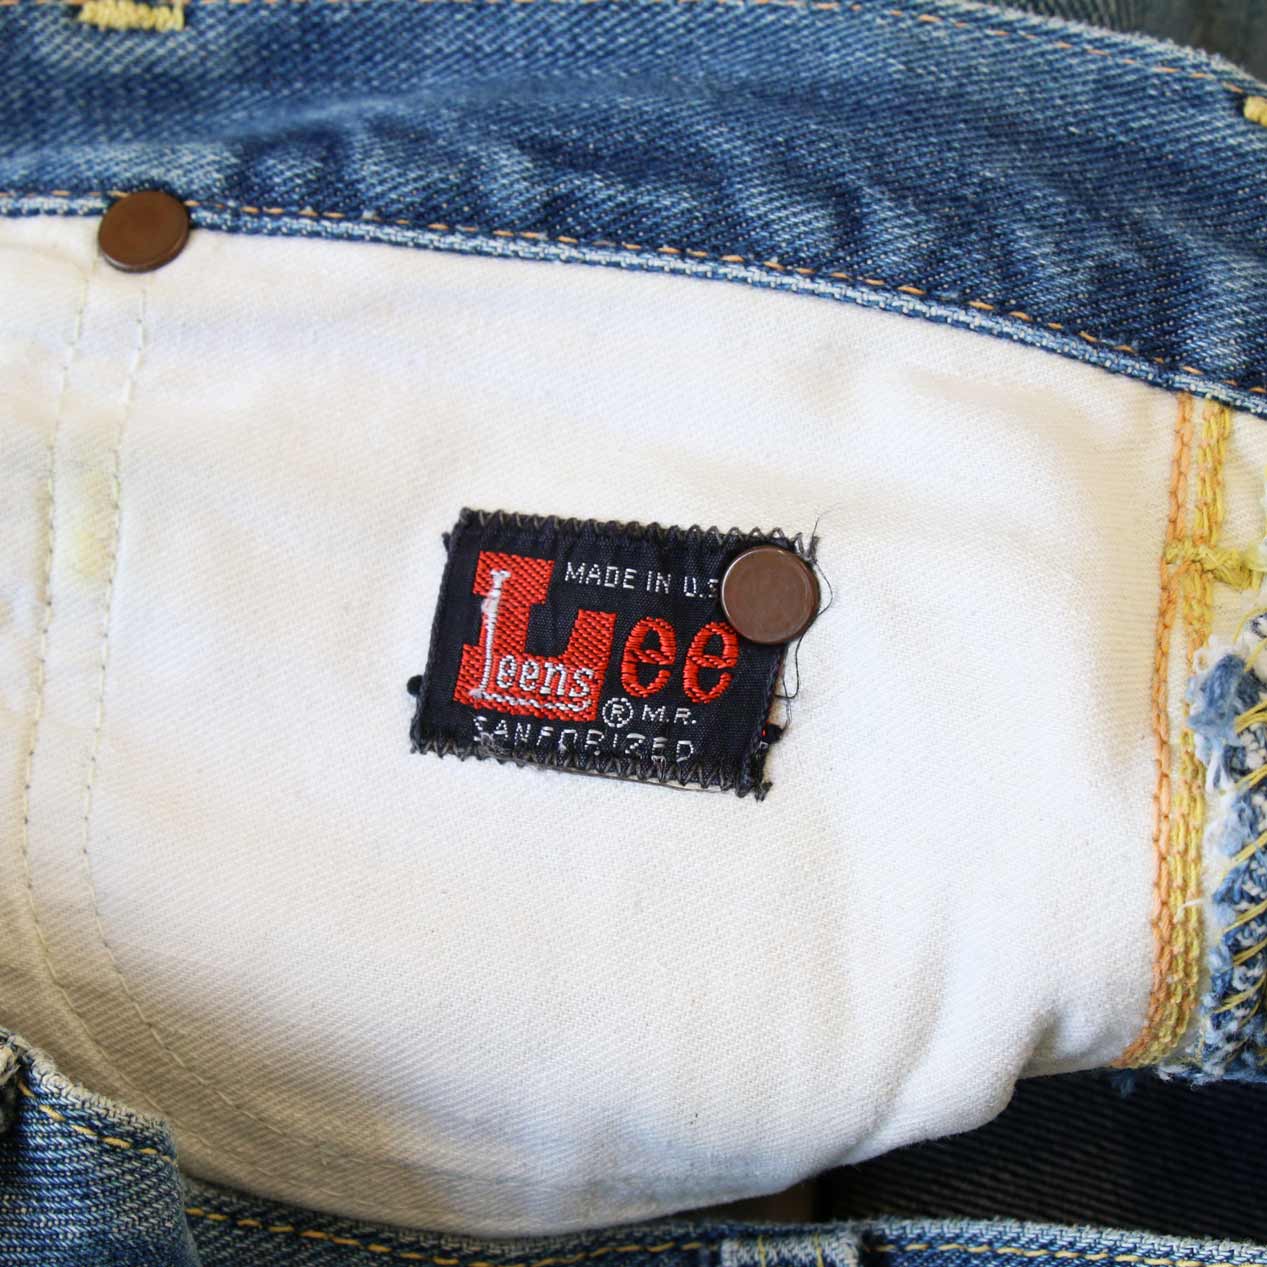 MADE IN U.S
Lee
Leens
® M.R.
SANFORIZED